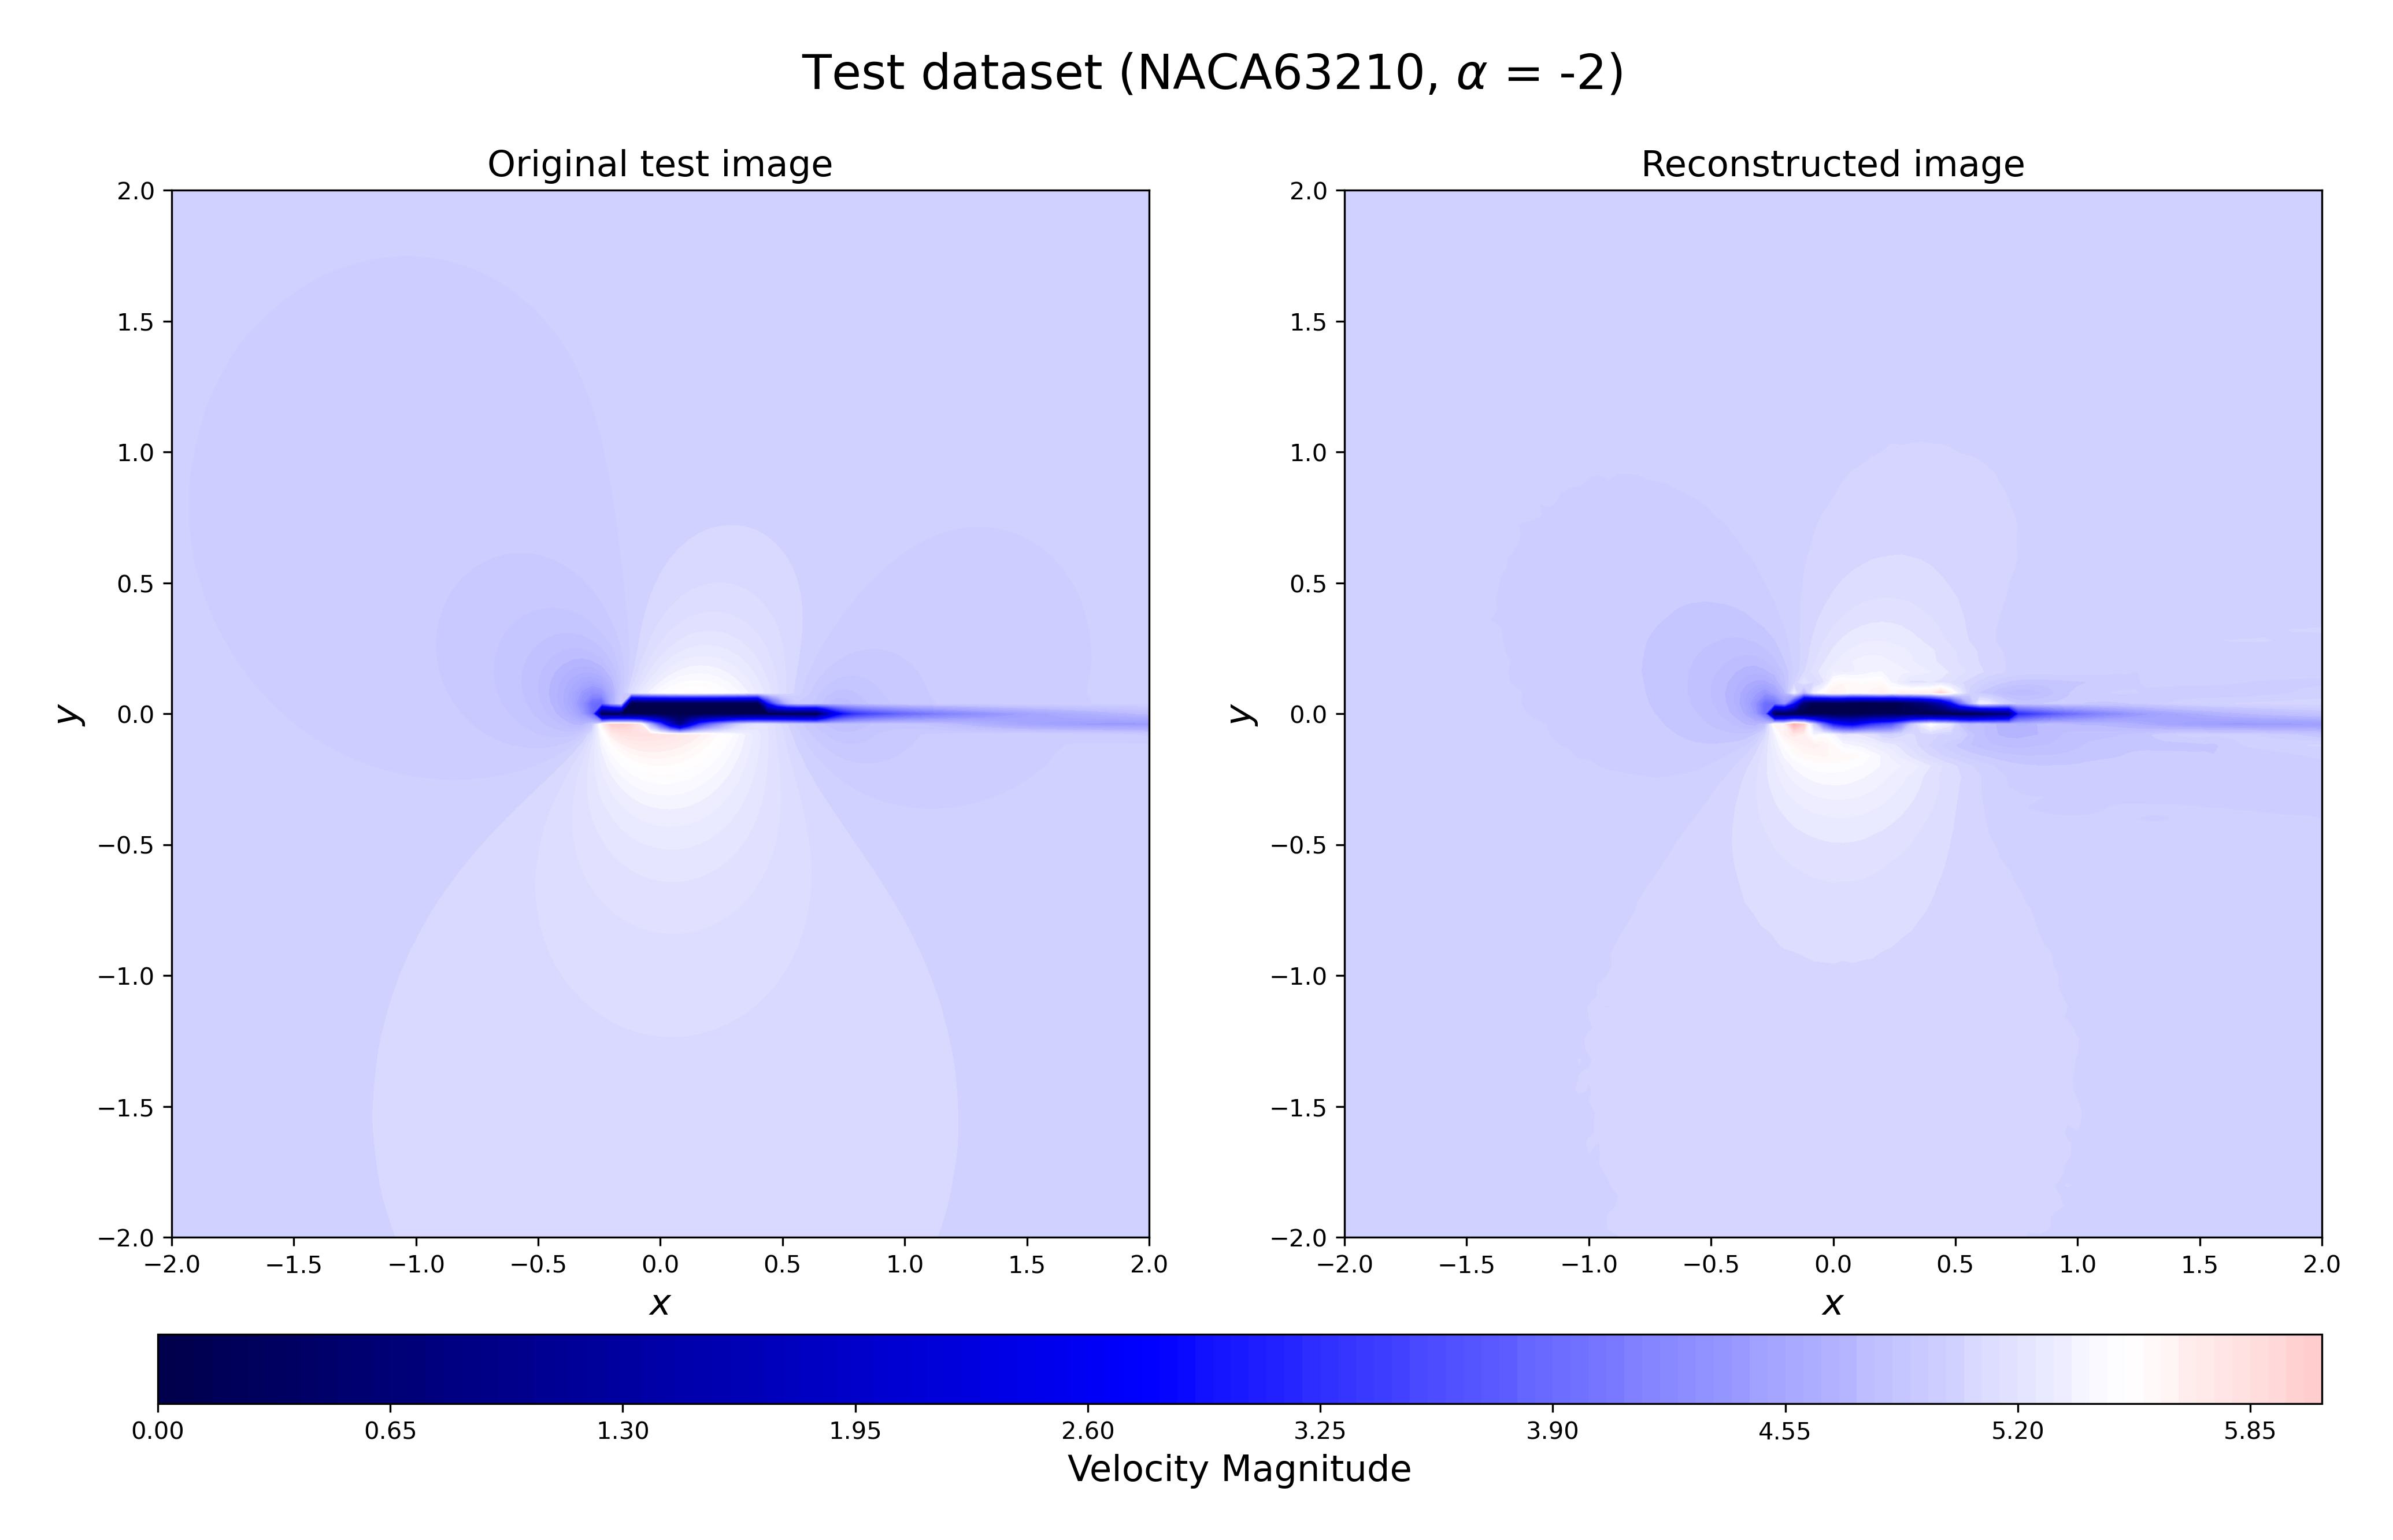 Test dataset (NACA63210, α = -2)
Original test image
Reconstructed image
2.0
1.5
1.0
0.5
0.0
−0.5
−1.0
−1.5
−2.0
y
−2.0 −1.5 −1.0 −0.5 0.0 0.5 1.0 1.5 2.0
x
2.0
1.5
1.0
0.5
0.0
−0.5
−1.0
−1.5
−2.0
y
−2.0 −1.5 −1.0 −0.5 0.0 0.5 1.0 1.5 2.0
x
0.00 0.65 1.30 1.95 2.60 3.25 3.90 4.55 5.20 5.85
Velocity Magnitude